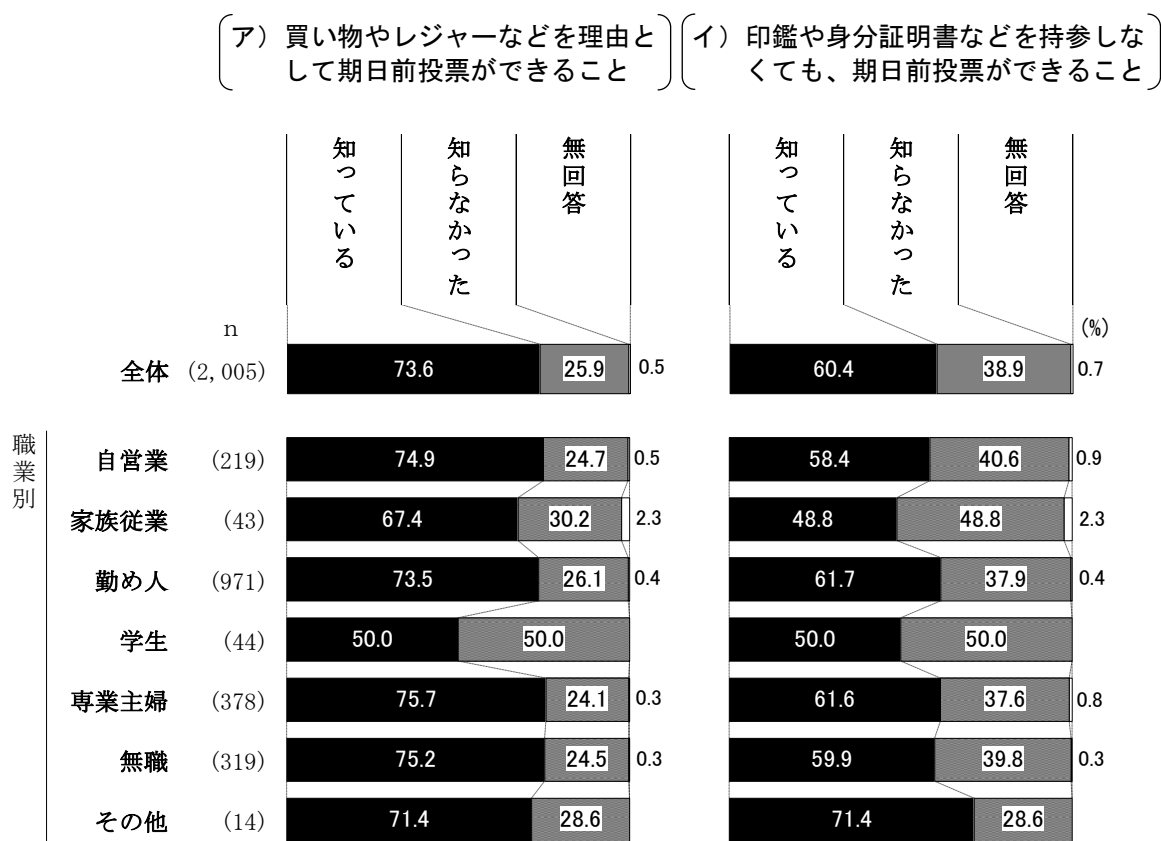 ア）買い物やレジャーなどを理由と
して期日前投票ができること
イ）印鑑や身分証明書などを持参しな
くても、期日前投票ができること
知っている
知らなかった
無回答
知っている
知らなかった
無回答
n
(%)
全体 (2,005) 73.6 25.9 0.5 60.4 38.9 0.7
職業別
自営業 (219) 74.9 24.7 0.5 58.4 40.6 0.9
家族従業 (43) 67.4 30.2 2.3 48.8 48.8 2.3
勤め人 (971) 73.5 26.1 0.4 61.7 37.9 0.4
学生 (44) 50.0 50.0 50.0 50.0
専業主婦 (378) 75.7 24.1 0.3 61.6 37.6 0.8
無職 (319) 75.2 24.5 0.3 59.9 39.8 0.3
その他 (14) 71.4 28.6 71.4 28.6